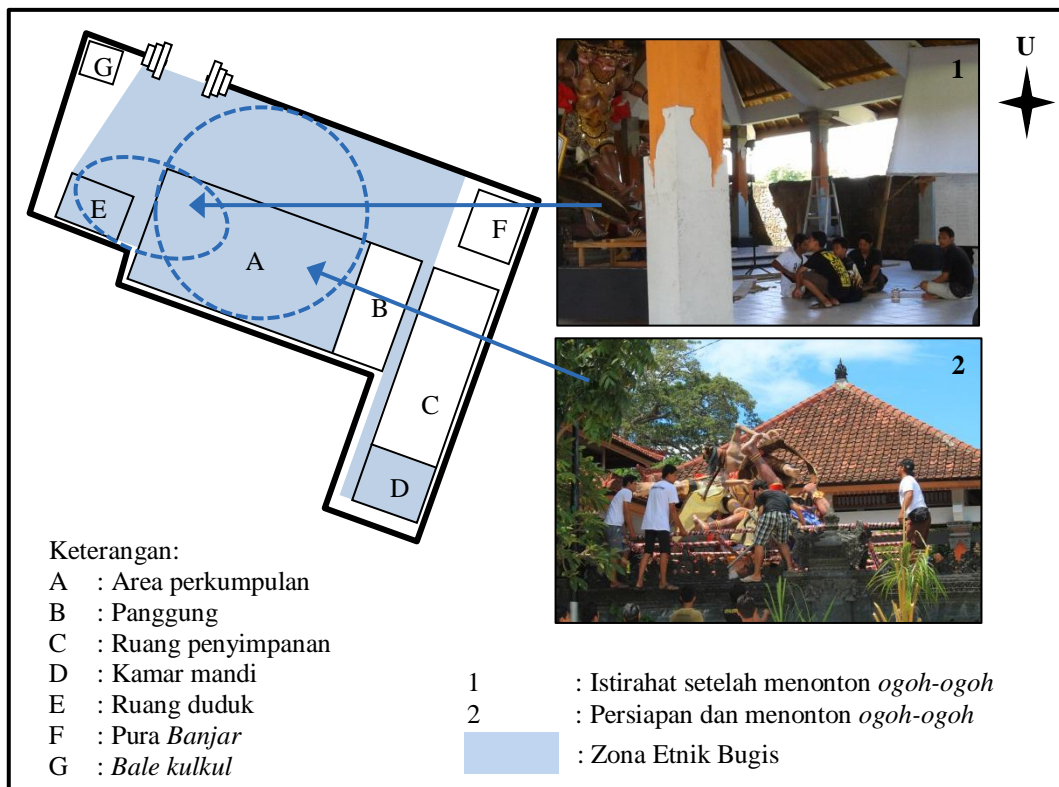 G
1
U
E
F
A
B
2
C
D
Keterangan:
A : Area perkumpulan
B : Panggung
C : Ruang penyimpanan
D : Kamar mandi
E : Ruang duduk
F : Pura Banjar
G : Bale kulkul
1 : Istirahat setelah menonton ogoh-ogoh
2 : Persiapan dan menonton ogoh-ogoh
: Zona Etnik Bugis